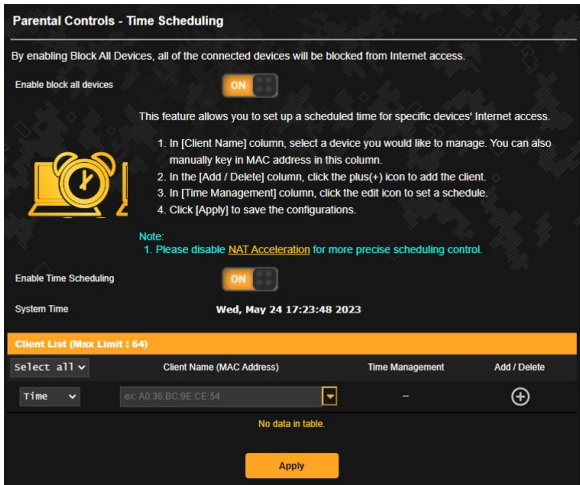 Parental Controls - Time Scheduling
By enabling Block All Devices, all of the connected devices will be blocked from Internet access.
Enable block all devices
ON
This feature allows you to set up a scheduled time for specific devices' Internet access.
1. In [Client Name] column, select a device you would like to manage. You can also
manually key in MAC address in this column.
2. In the [Add / Delete] column, click the plus(+) icon to add the client.
3. In [Time Management] column, click the edit icon to set a schedule.
4. Click [Apply] to save the configurations.
Note:
1. Please disable NAT Acceleration for more precise scheduling control.
Enable Time Scheduling
ON
System Time
Wed, May 24 17:23:48 2023
Client List (Max Limit : 64)
Select all Client Name (MAC Address) Time Management Add / Delete
Time ex: A0:36:BC:9E:CE:54 –
No data in table.
Apply